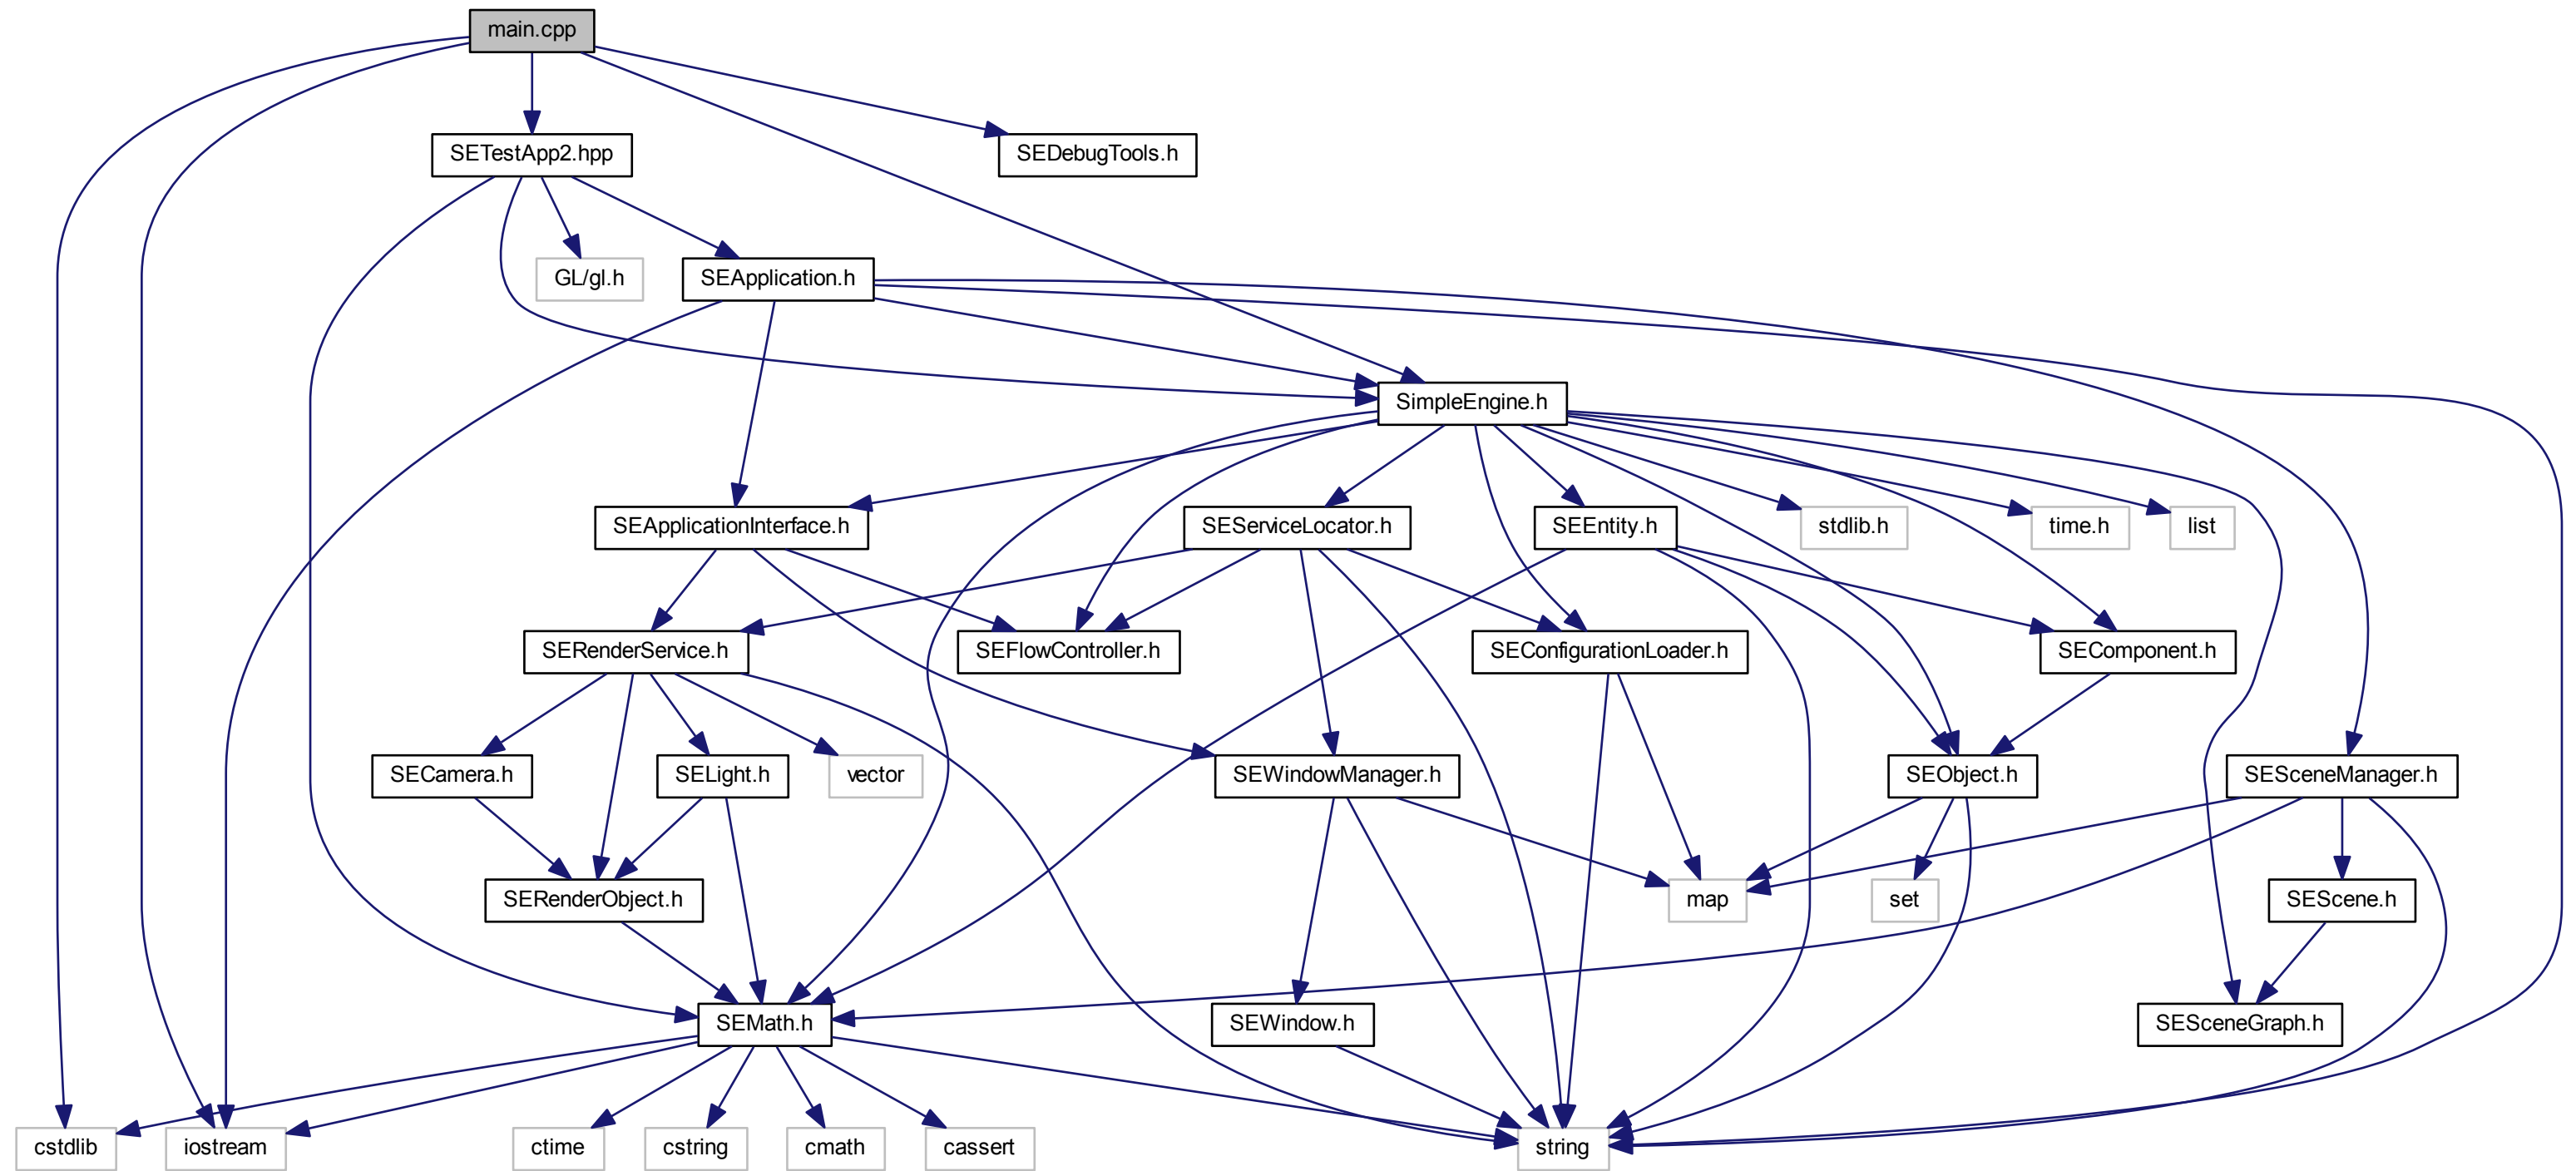 main.cpp
SETestApp2.hpp
SEDebugTools.h
GL/gl.h
SEApplication.h
SimpleEngine.h
SEApplicationInterface.h
SEServiceLocator.h
SEEntity.h
stdlib.h
time.h
list
SERenderService.h
SEFlowController.h
SEConfigurationLoader.h
SEComponent.h
SECamera.h
SELight.h
vector
SEWindowManager.h
SEObject.h
SESceneManager.h
SERenderObject.h
map
set
SEScene.h
SEMath.h
SEWindow.h
SESceneGraph.h
cstdlib
iostream
ctime
cstring
cmath
cassert
string